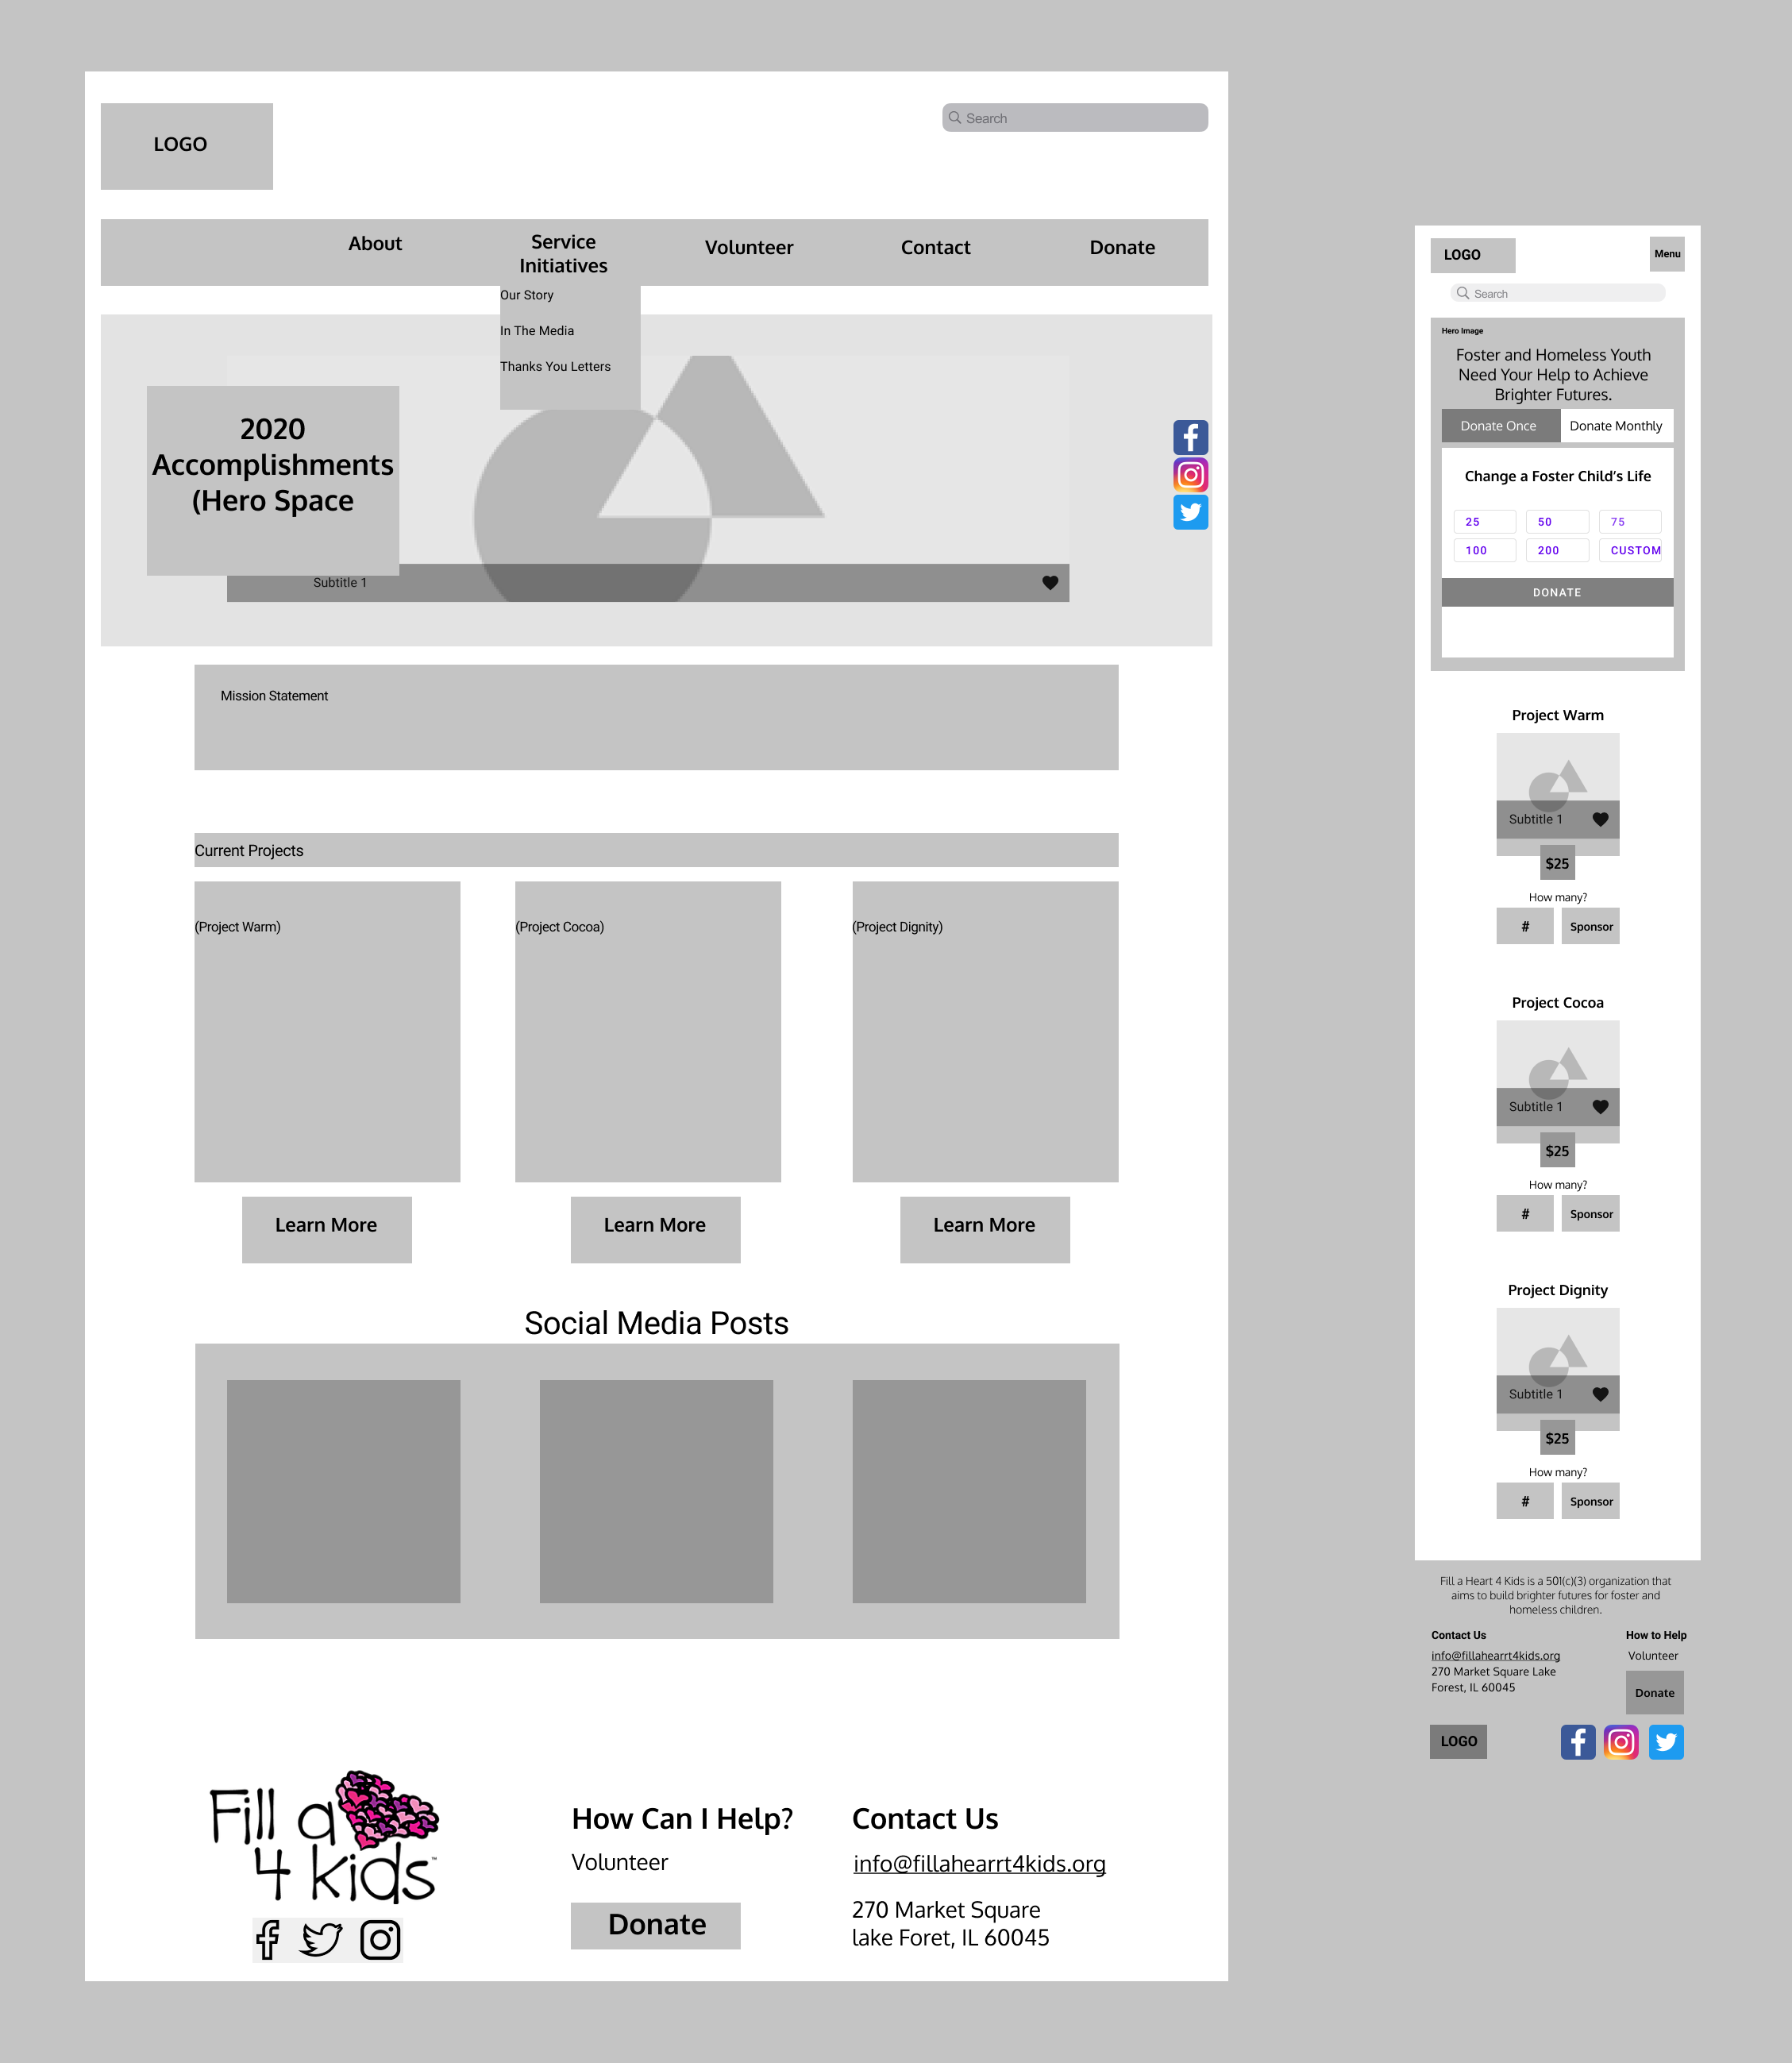 LOGO
Search
About
Service
Initiatives
Volunteer
Contact
Donate
Our Story
In The Media
Thanks You Letters
2020
Accomplishments
(Hero Space
Subtitle 1
Mission Statement
Current Projects
(Project Warm)
(Project Cocoa)
(Project Dignity)
Learn More
Learn More
Learn More
Social Media Posts
Fill a
4 kids
™
How Can I Help?
Volunteer
Donate
Contact Us
info@fillahearrt4kids.org
270 Market Square
lake Foret, IL 60045
LOGO
Menu
Search
Hero Image
Foster and Homeless Youth
Need Your Help to Achieve
Brighter Futures.
Donate Once
Donate Monthly
Change a Foster Child's Life
25
50
75
100
200
CUSTOM
DONATE
Project Warm
Subtitle 1
$25
How many?
#
Sponsor
Project Cocoa
Subtitle 1
$25
How many?
#
Sponsor
Project Dignity
Subtitle 1
$25
How many?
#
Sponsor
Fill a Heart 4 Kids is a 501(c)(3) organization that
aims to build brighter futures for foster and
homeless children.
Contact Us
info@fillahearrt4kids.org
270 Market Square Lake
Forest, IL 60045
How to Help
Volunteer
Donate
LOGO